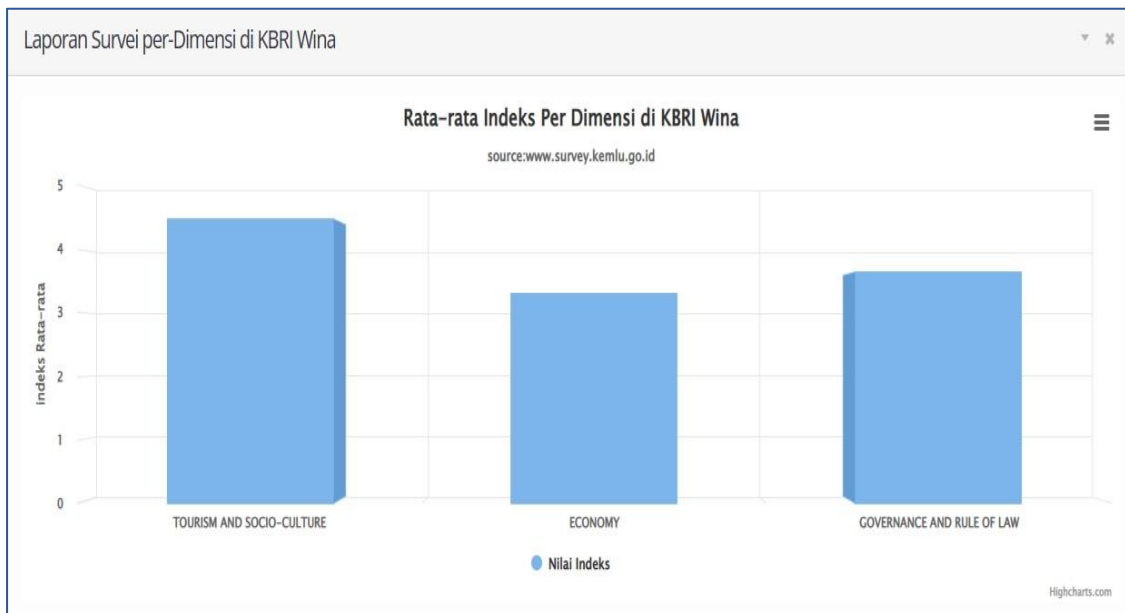 Laporan Survei per-Dimensi di KBRI Wina
Rata-rata Indeks Per Dimensi di KBRI Wina
source:www.survey.kemlu.go.id
indeks Rata-rata
5
4
3
2
1
0
TOURISM AND SOCIO-CULTURE
ECONOMY
GOVERNANCE AND RULE OF LAW
Nilai Indeks
Highcharts.com